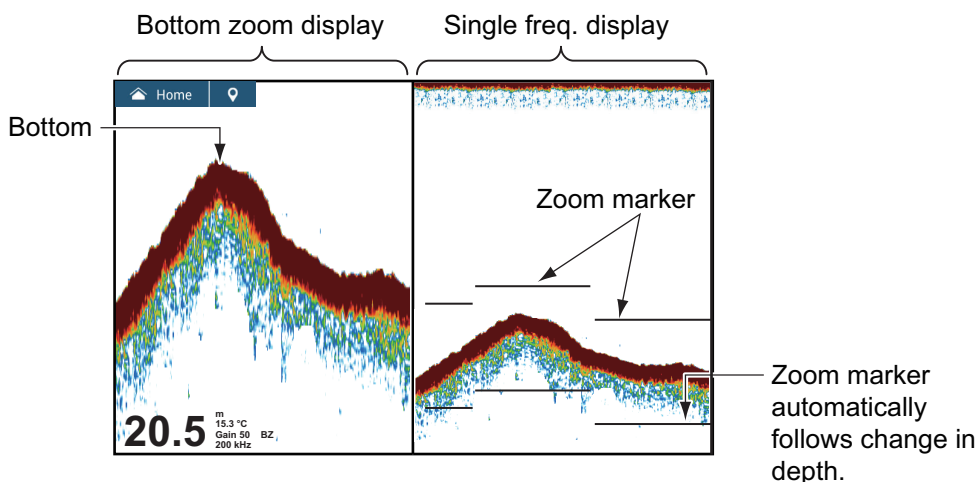 Bottom zoom display
Single freq. display
Home
Bottom
Zoom marker
Zoom marker
automatically
follows change in
depth.
20.5
m
15.3 °C
Gain 50 BZ
200 kHz